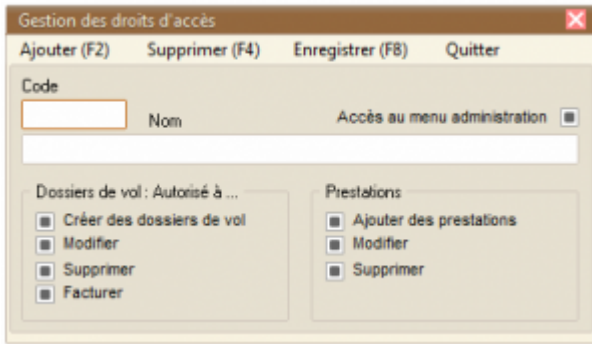 Gestion des droits d'accès
Ajouter (F2) Supprimer (F4) Enregistrer (F8) Quitter
Code
Nom Accès au menu administration
Dossiers de vol : Autorisé à ... Prestations
Créer des dossiers de vol Ajouter des prestations
Modifier Modifier
Supprimer Supprimer
Facturer